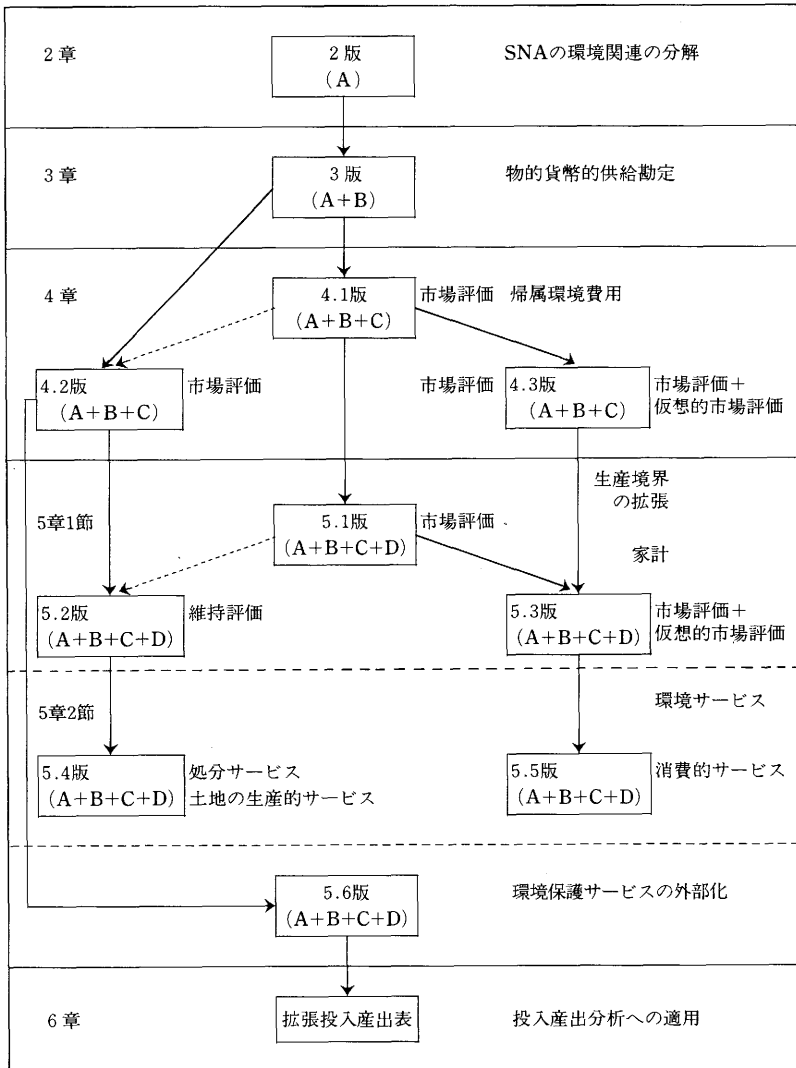 2章
2版
(A)
SNAの環境関連の分解
3章
3版
(A+B)
物的貨幣的供給勘定
4章
4.1版
(A+B+C)
市場評価 帰属環境費用
4.2版
(A+B+C)
市場評価
市場評価
4.3版
(A+B+C)
市場評価+
仮想的市場評価
生産境界
の拡張
5章1節
5.1版
(A+B+C+D)
市場評価
家計
5.2版
(A+B+C+D)
維持評価
5.3版
(A+B+C+D)
市場評価+
仮想的市場評価
5章2節
環境サービス
5.4版
(A+B+C+D)
処分サービス
土地の生産的サービス
5.5版
(A+B+C+D)
消費的サービス
5.6版
(A+B+C+D)
環境保護サービスの外部化
6章
拡張投入産出表
投入産出分析への適用